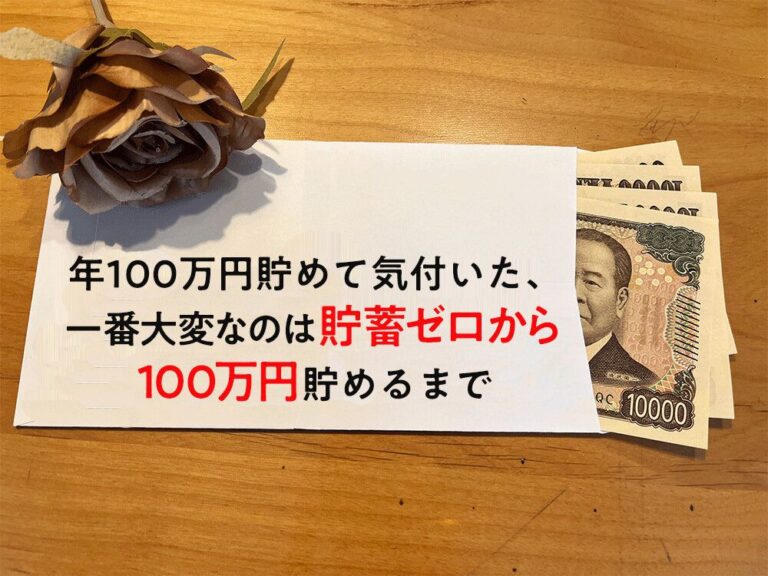 年100万円貯めて気付いた、
一番大変なのは貯蓄ゼロから
100万円貯めるまで
10000